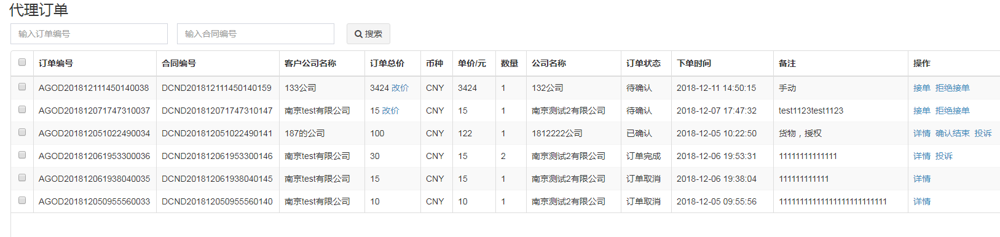 代理订单
输入订单编号 输入合同编号 搜索
订单编号 合同编号 客户公司名称 订单总价 币种 单价/元 数量 公司名称 订单状态 下单时间 备注 操作
AGOD201812111450140038 DCND201812111450140159 133公司 3424 改价 CNY 3424 1 132公司 待确认 2018-12-11 14:50:15 手动 接单 拒绝接单
AGOD201812071747310037 DCND201812071747310147 南京test有限公司 15 改价 CNY 15 1 南京测试2有限公司 待确认 2018-12-07 17:47:32 test1123test1123 接单 拒绝接单
AGOD201812051022490034 DCND201812051022490141 187的公司 100 CNY 122 1 1812222公司 已确认 2018-12-05 10:22:50 货物，授权 详情 确认结束 投诉
AGOD201812061953300036 DCND201812061953300146 南京test有限公司 30 CNY 15 2 南京测试2有限公司 订单完成 2018-12-06 19:53:31 11111111111111 详情 投诉
AGOD201812061938040035 DCND201812061938040145 南京test有限公司 15 CNY 15 1 南京测试2有限公司 订单取消 2018-12-06 19:38:04 111111111111 详情
AGOD201812050955560033 DCND201812050955560140 南京test有限公司 10 CNY 10 1 南京测试2有限公司 订单取消 2018-12-05 09:55:56 11111111111111111111111111 详情